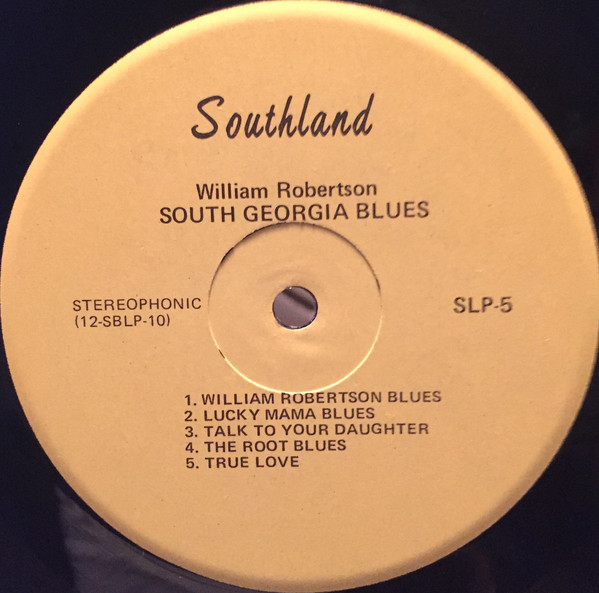 Southland
William Robertson
SOUTH GEORGIA BLUES
STEREOPHONIC
(12-SBLP-10)
SLP-5
1. WILLIAM ROBERTSON BLUES
2. LUCKY MAMA BLUES
3. TALK TO YOUR DAUGHTER
4. THE ROOT BLUES
5. TRUE LOVE